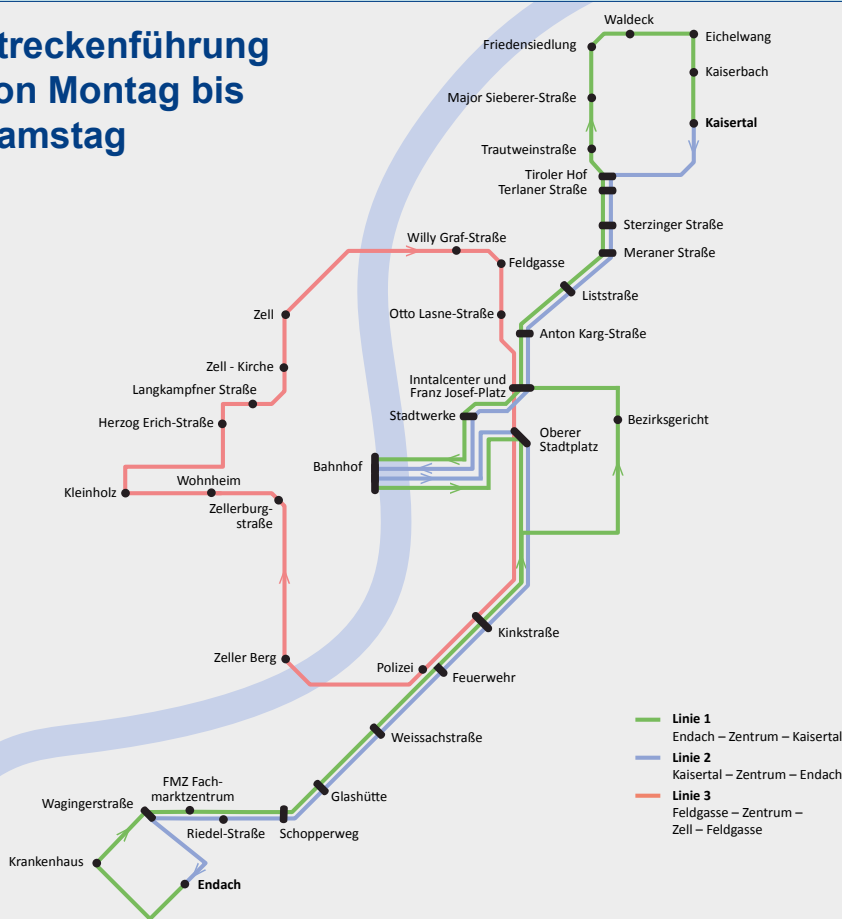 treckenführung
on Montag bis
amstag
Waldeck
Friedensiedlung
Eichelwang
Kaiserbach
Major Sieberer-Straße
Kaisertal
Trautweinstraße
Tiroler Hof
Terlaner Straße
Sterzinger Straße
Meraner Straße
Willy Graf-Straße
Feldgasse
Liststraße
Zell
Otto Lasne-Straße
Anton Karg-Straße
Zell - Kirche
Langkampfner Straße
Inntalcenter und
Franz Josef-Platz
Herzog Erich-Straße
Stadtwerke
Bezirksgericht
Oberer
Stadtplatz
Bahnhof
Kleinholz
Wohnheim
Zellerburg-
straße
Kinkstraße
Zeller Berg
Polizei
Feuerwehr
Weissachstraße
Linie 1
Endach – Zentrum – Kaisertal
Linie 2
Kaisertal – Zentrum – Endach
Linie 3
Feldgasse – Zentrum –
Zell – Feldgasse
FMZ Fach-
marktzentrum
Glashütte
Wagingerstraße
Riedel-Straße
Schopperweg
Krankenhaus
Endach